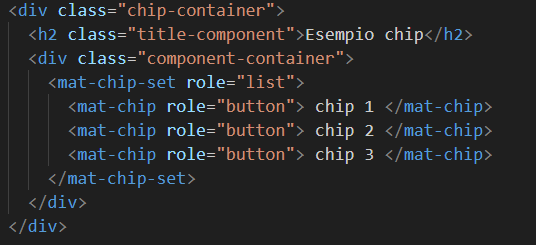 <div class="chip-container">
<h2 class="title-component">Esempio chip</h2>
<div class="component-container">
<mat-chip-set role="list">
<mat-chip role="button"> chip 1 </mat-chip>
<mat-chip role="button"> chip 2 </mat-chip>
<mat-chip role="button"> chip 3 </mat-chip>
</mat-chip-set>
</div>
</div>